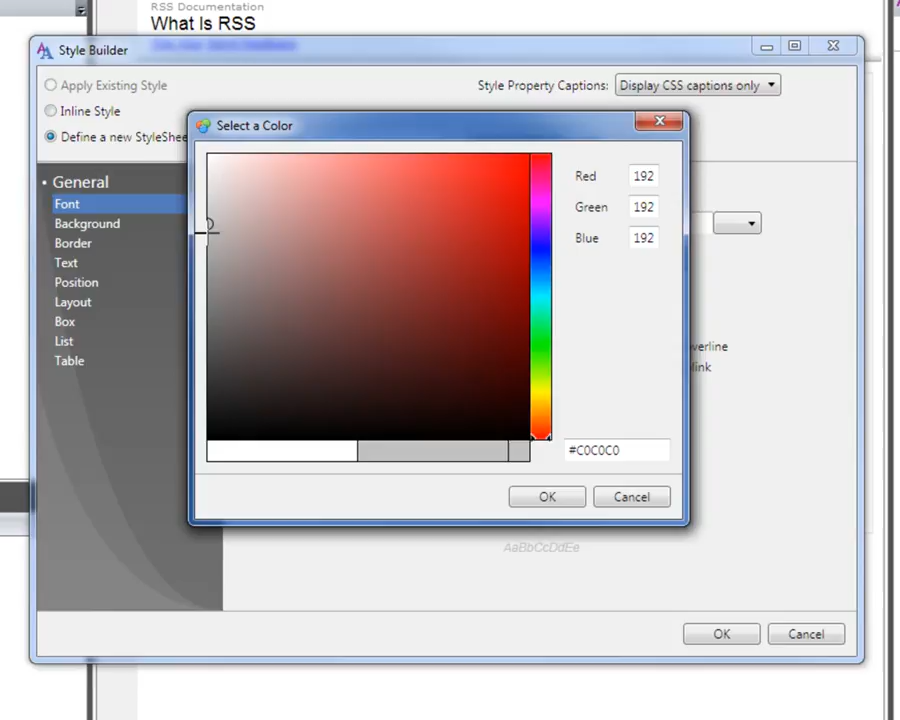 RSS Documentation
What Is RSS
Style Builder
Apply Existing Style
Style Property Captions: Display CSS captions only
Inline Style
Define a new StyleShee
Select a Color
General
Font
Background
Border
Text
Position
Layout
Box
List
Table
Red 192
Green 192
Blue 192
verline
link
#C0C0C0
OK Cancel
AaBbCcDdEe
OK Cancel